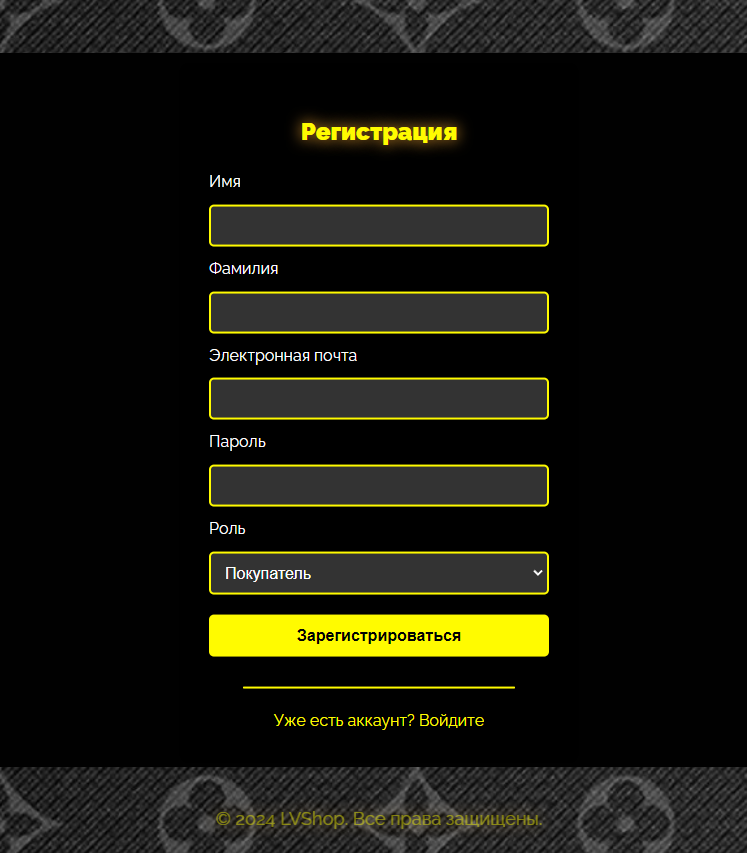 Регистрация
Имя
Фамилия
Электронная почта
Пароль
Роль
Покупатель
Зарегистрироваться
Уже есть аккаунт? Войдите
© 2024 LVShop. Все права защищены.